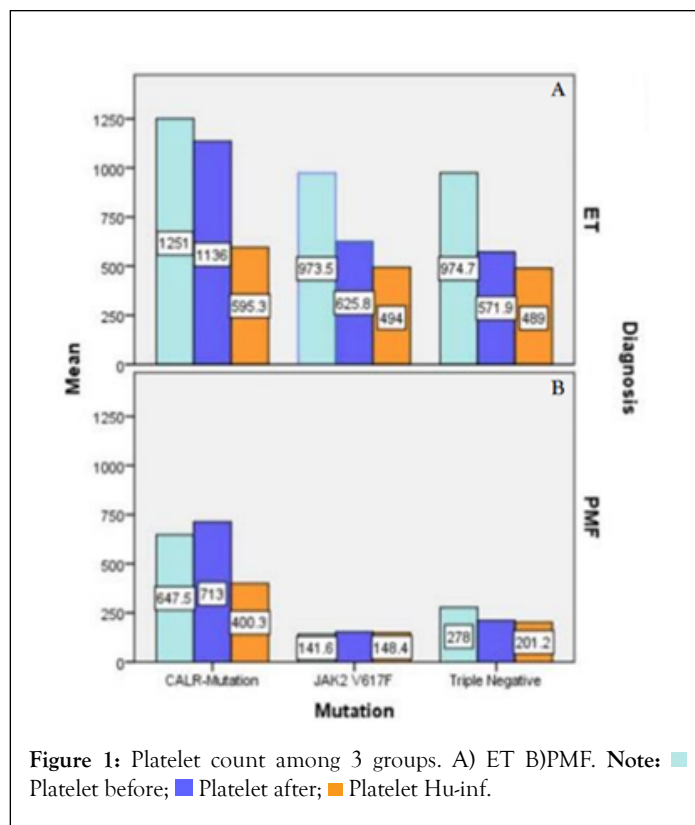 A
1250
1000
750
500
250
0
1251
1136
595.3
973.5
625.8
494
974.7
571.9
489
ET
Mean
Diagnosis
B
1250
1000
750
500
250
0
647.5
713
400.3
141.6
148.4
278
201.2
PMF
CALR-Mutation
JAK2 V617F
Triple Negative
Mutation
Figure 1: Platelet count among 3 groups. A) ET B)PMF. Note:
Platelet before; Platelet after; Platelet Hu-inf.